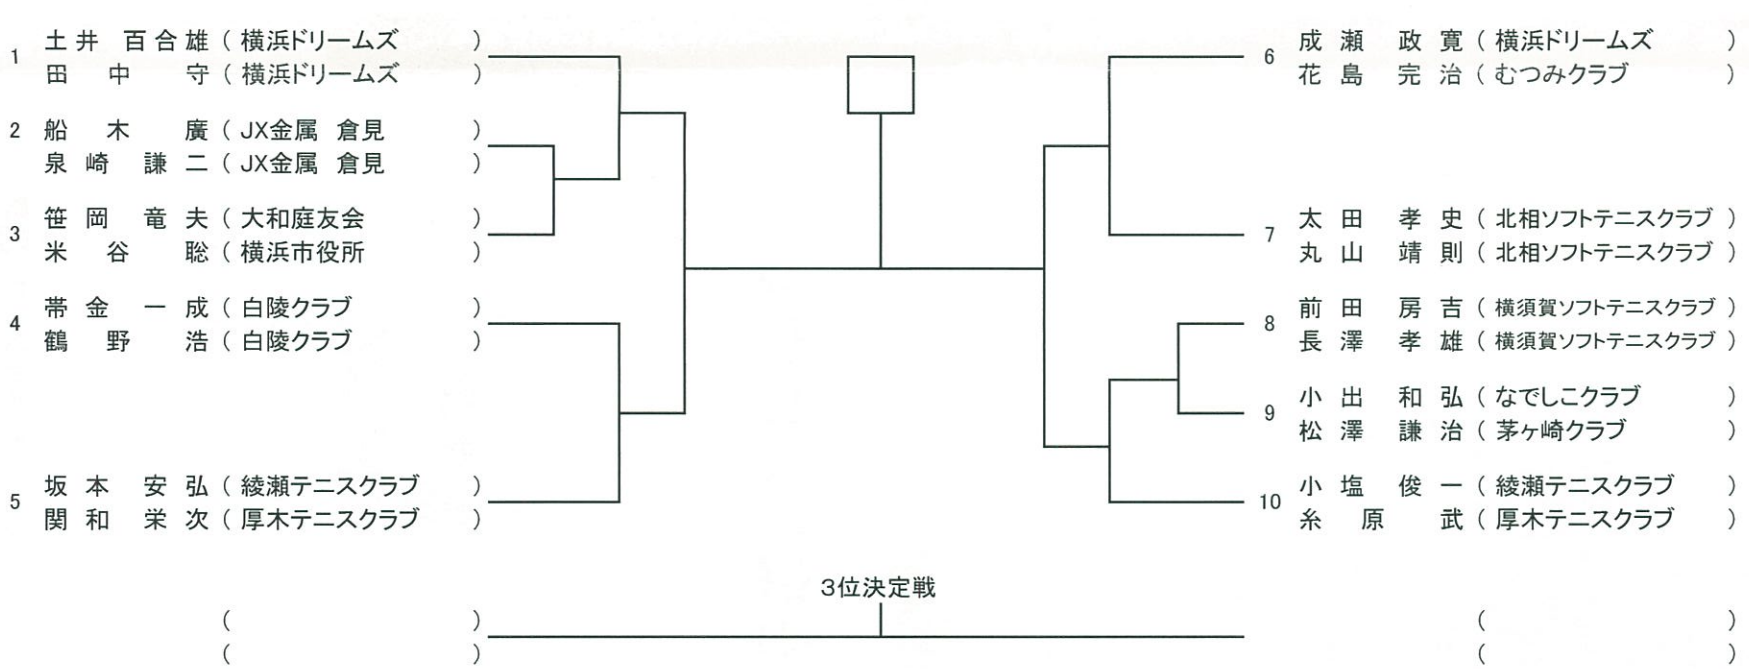 1 土井 百合雄 ( 横浜ドリームズ )
田中 守 ( 横浜ドリームズ )
2 船木 廣 ( JX金属 倉見 )
泉崎 謙二 ( JX金属 倉見 )
3 笹岡 竜夫 ( 大和庭友会 )
米谷 聡 ( 横浜市役所 )
4 帯金 一成 ( 白陵クラブ )
鶴野 浩 ( 白陵クラブ )
5 坂本 安弘 ( 綾瀬テニスクラブ )
関和 栄次 ( 厚木テニスクラブ )
6 成瀬 政寛 ( 横浜ドリームズ )
花島 完治 ( むつみクラブ )
7 太田 孝史 ( 北相ソフトテニスクラブ )
丸山 靖則 ( 北相ソフトテニスクラブ )
8 前田 房吉 ( 横須賀ソフトテニスクラブ )
長澤 孝雄 ( 横須賀ソフトテニスクラブ )
9 小出 和弘 ( なでしこクラブ )
松澤 謙治 ( 茅ヶ崎クラブ )
10 小塩 俊一 ( 綾瀬テニスクラブ )
糸原 武 ( 厚木テニスクラブ )
3位決定戦
( )
( )
( )
( )